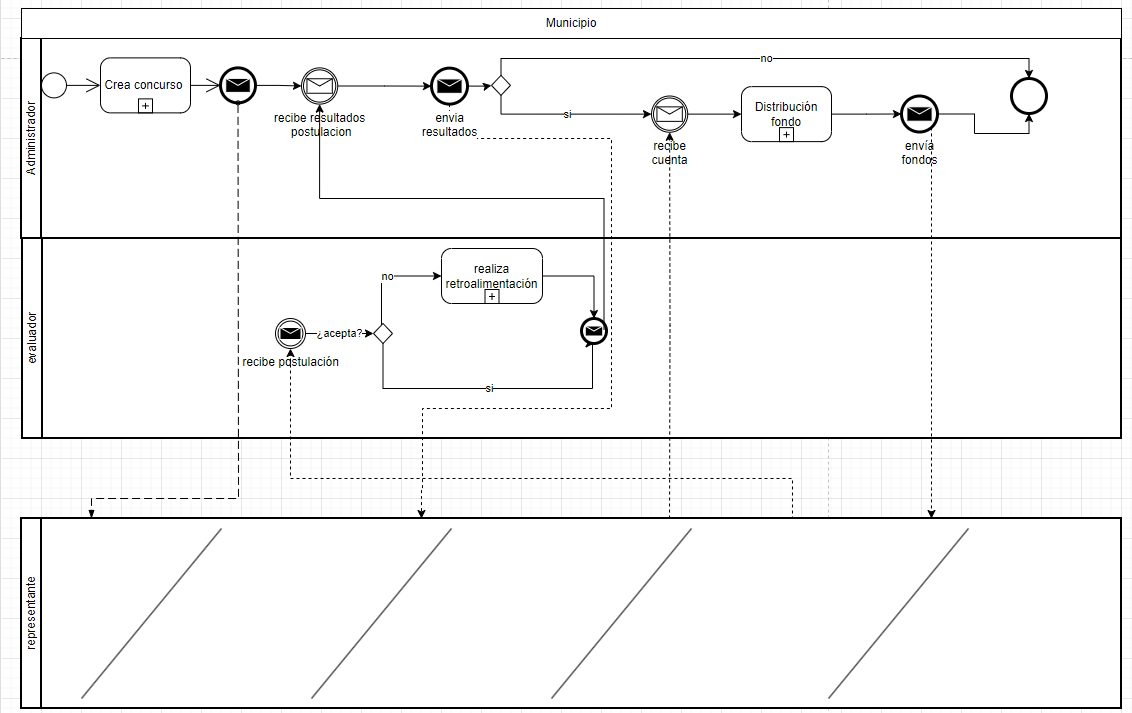 Municipio
Administrador
Crea concurso
recibe resultados
postulacion
envia
resultados
no
si
recibe
cuenta
Distribución
fondo
envía
fondos
evaluador
recibe postulación
¿acepta?
no
realiza
retroalimentación
si
representante